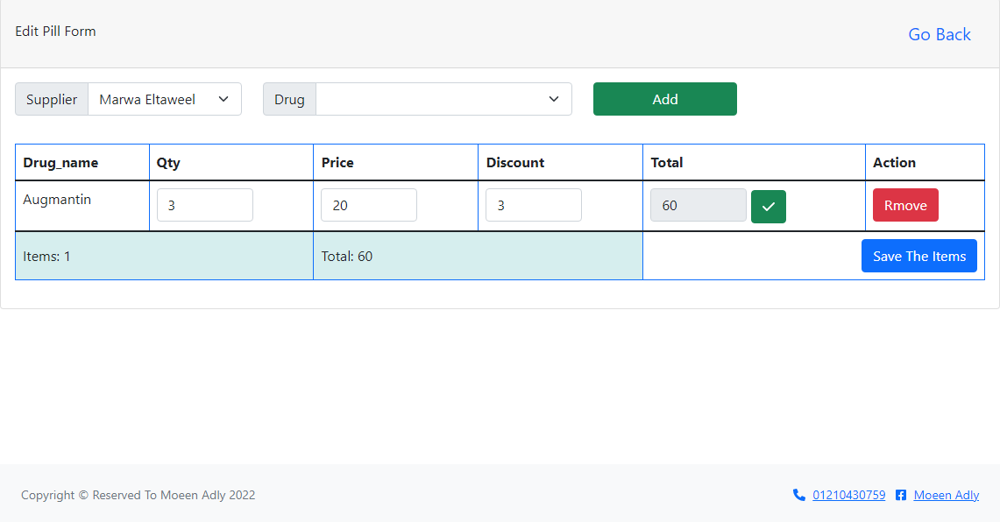 Edit Pill Form
Go Back
Supplier Marwa Eltaweel Drug Add
Drug_name Qty Price Discount Total Action
Augmantin 3 20 3 60 Rmove
Items: 1 Total: 60 Save The Items
Copyright © Reserved To Moeen Adly 2022 01210430759 Moeen Adly